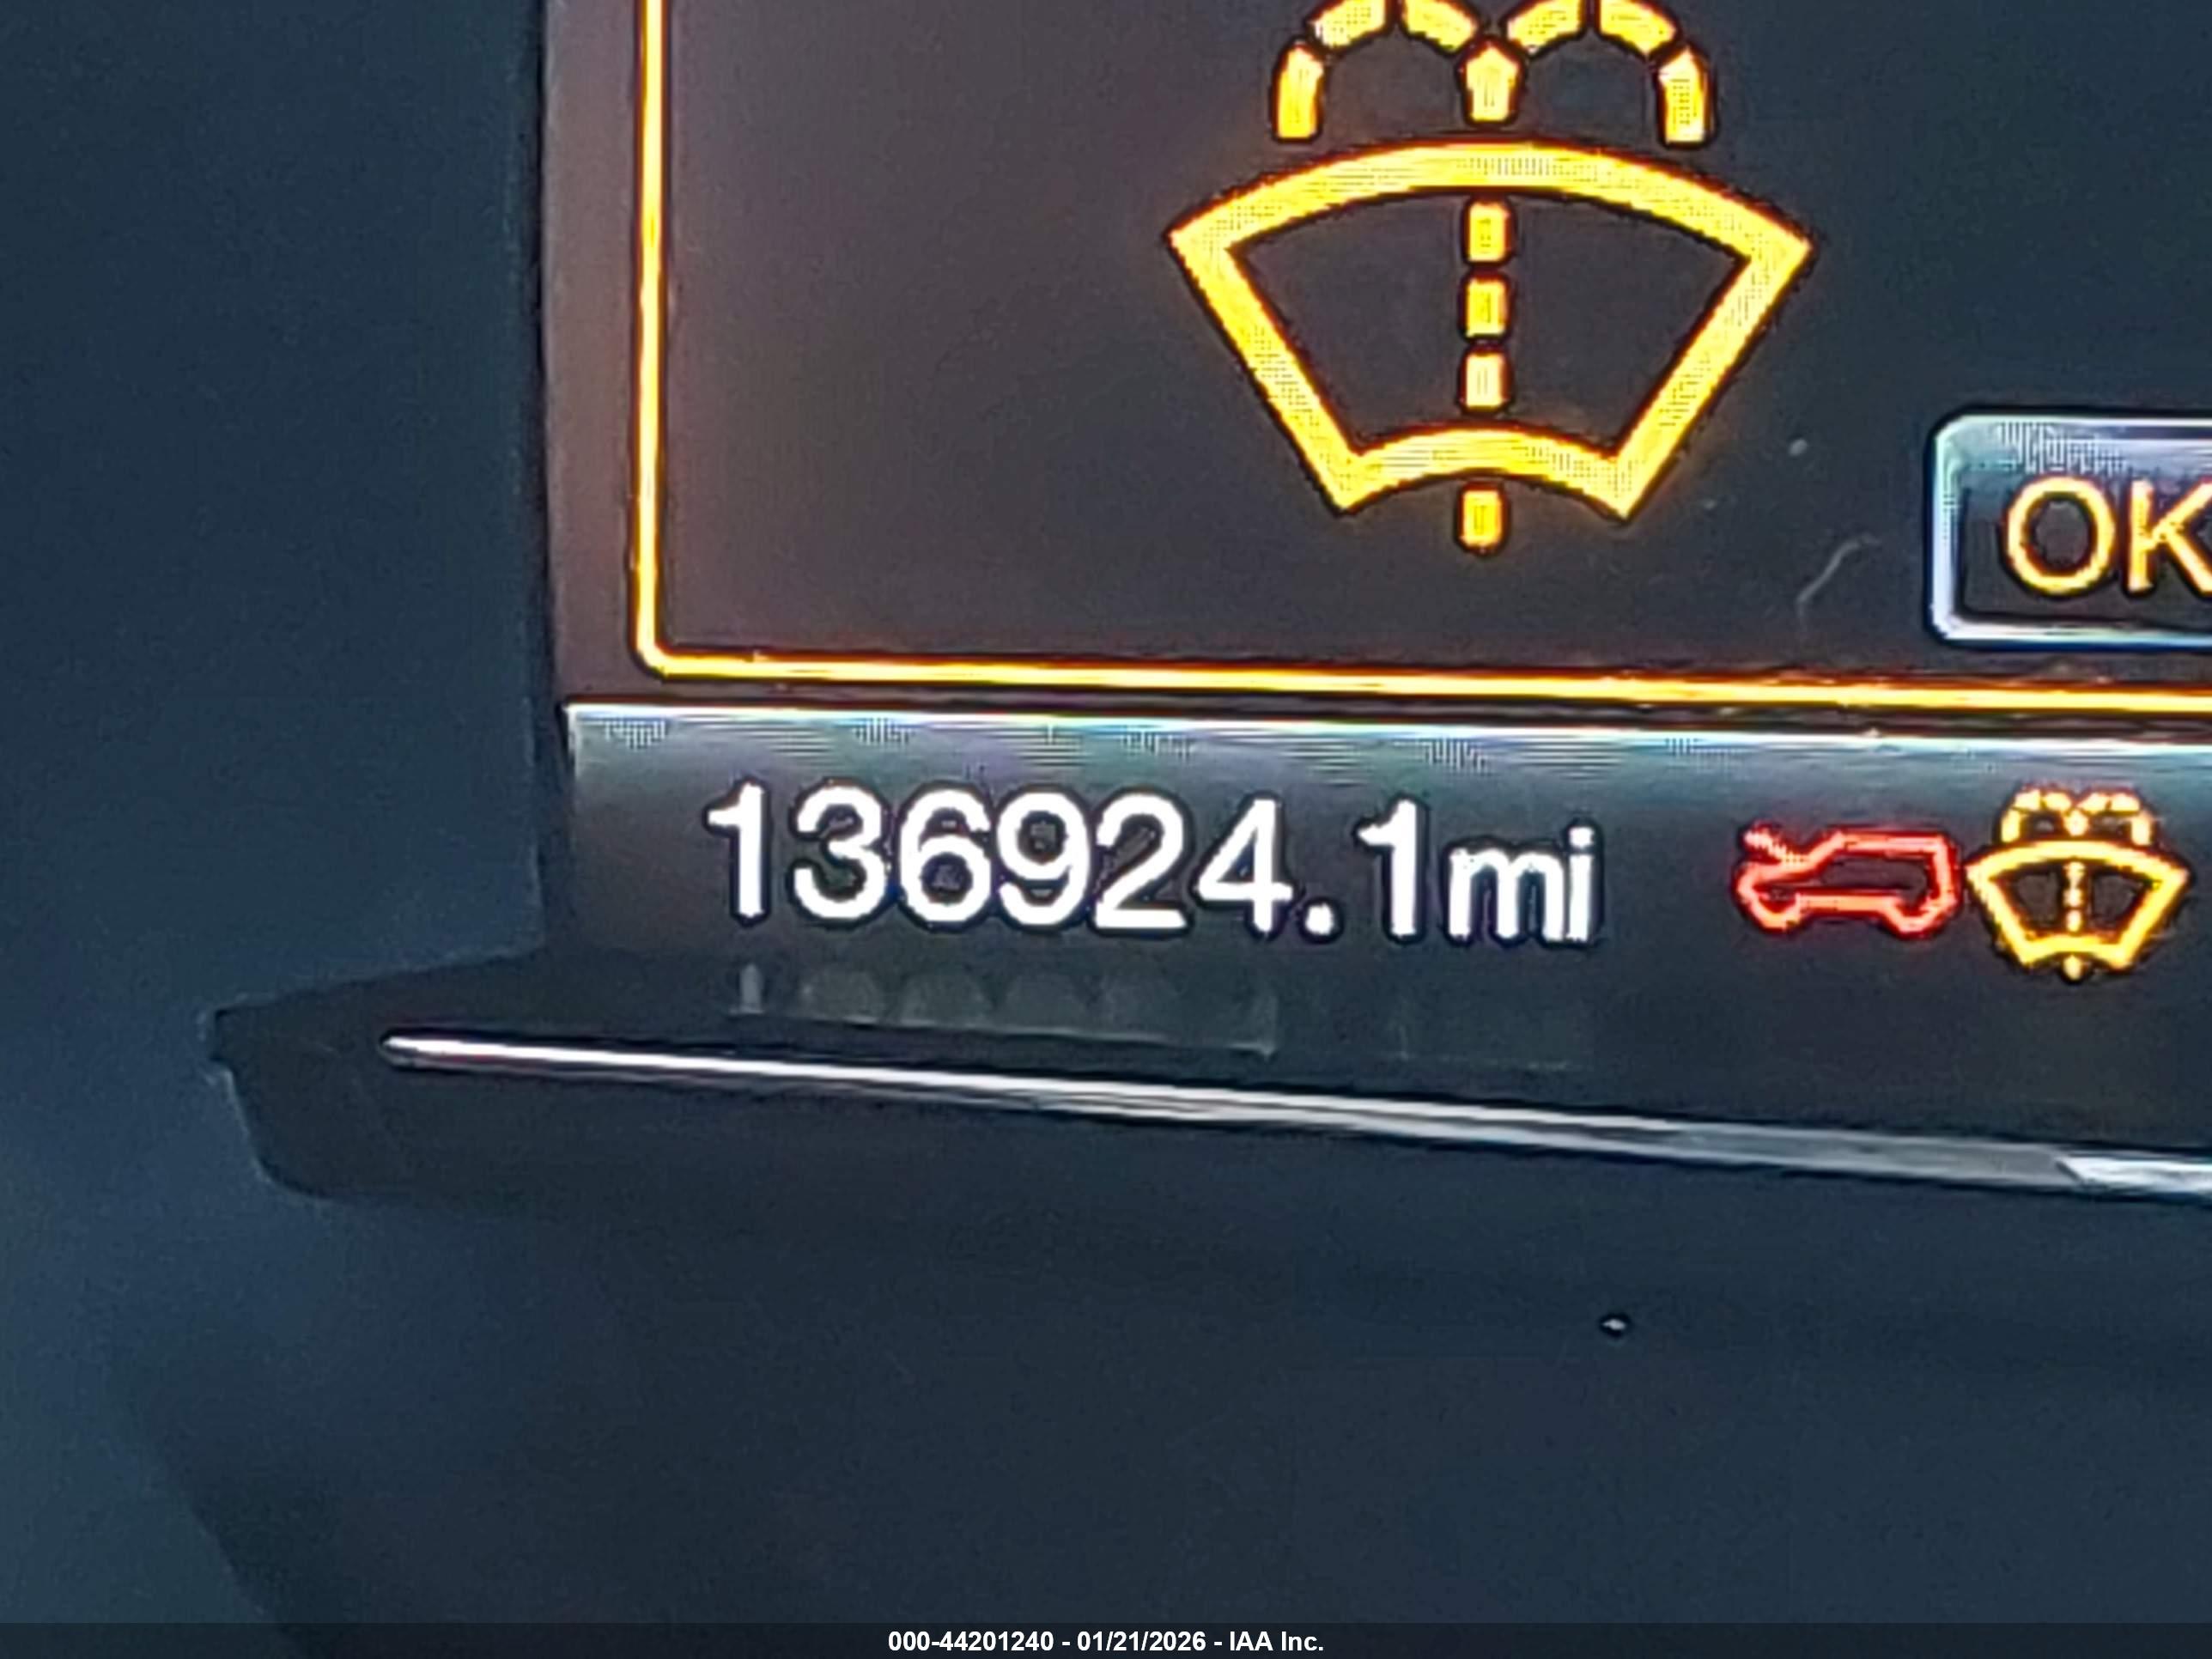 OK
136924.1mi
000-44201240 - 01/21/2026 - IAA Inc.